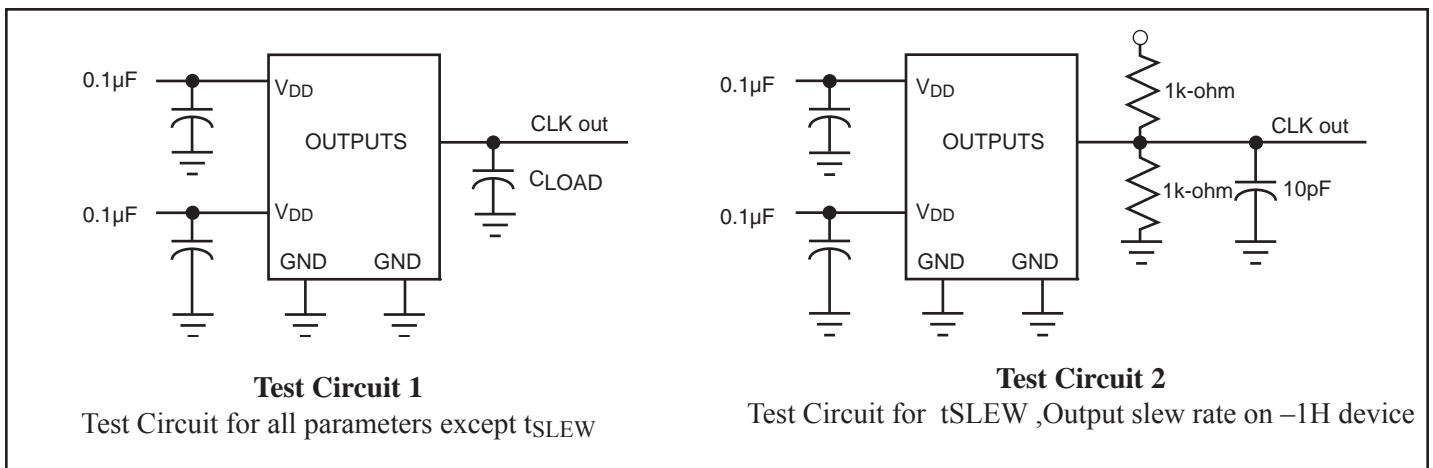 0.1µF
VDD
OUTPUTS
CLK out
CLOAD
0.1µF
VDD
GND GND
Test Circuit 1
Test Circuit for all parameters except tSLEW
0.1µF
VDD
1k-ohm
OUTPUTS
CLK out
1k-ohm
10pF
0.1µF
VDD
GND GND
Test Circuit 2
Test Circuit for tSLEW ,Output slew rate on –1H device